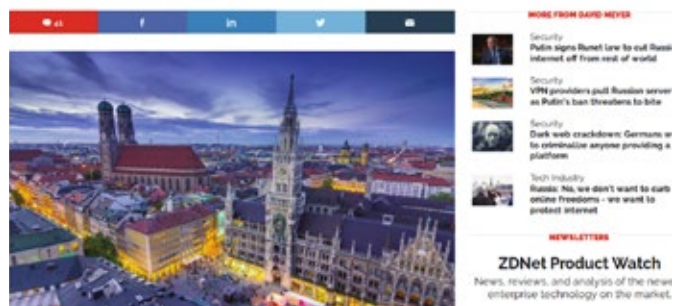 MORE FROM DAVID MEYER
Security
Putin signs Runet law to cut Russi
internet off from rest of world
Security
VPN providers pull Russian server
as Putin's ban threatens to bite
Security
Dark web crackdown: Germans w
to criminalize anyone providing a
platform
Tech Industry
Russia: No, we don't want to curb
online freedoms - we want to
protect internet
NEWSLETTERS
ZDNet Product Watch
News, reviews, and analysis of the newe
enterprise technology on the market.